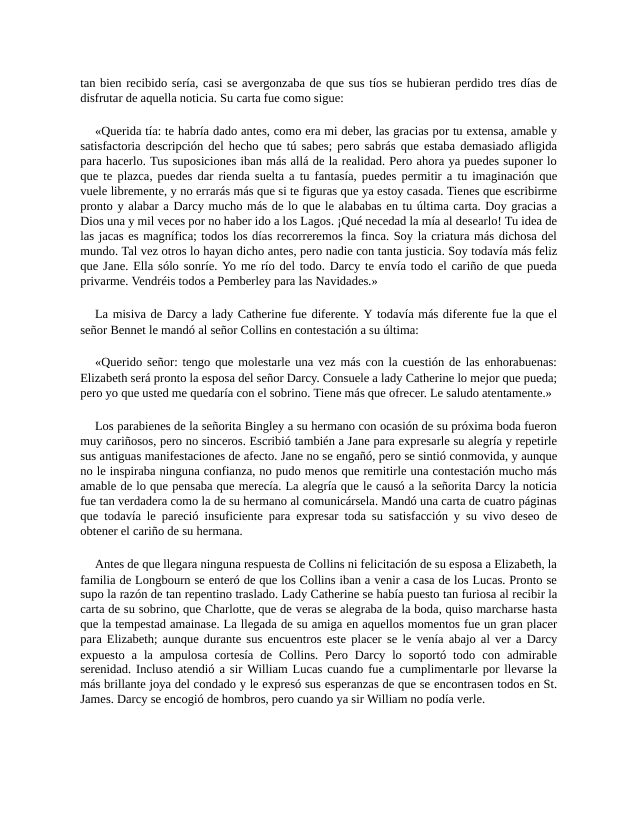 tan bien recibido sería, casi se avergonzaba de que sus tíos se hubieran perdido tres días de
disfrutar de aquella noticia. Su carta fue como sigue:
«Querida tía: te habría dado antes, como era mi deber, las gracias por tu extensa, amable y
satisfactoria descripción del hecho que tú sabes; pero sabrás que estaba demasiado afligida
para hacerlo. Tus suposiciones iban más allá de la realidad. Pero ahora ya puedes suponer lo
que te plazca, puedes dar rienda suelta a tu fantasía, puedes permitir a tu imaginación que
vuele libremente, y no errarás más que si te figuras que ya estoy casada. Tienes que escribirme
pronto y alabar a Darcy mucho más de lo que le alababas en tu última carta. Doy gracias a
Dios una y mil veces por no haber ido a los Lagos. ¡Qué necedad la mía al desearlo! Tu idea de
las jacas es magnífica; todos los días recorreremos la finca. Soy la criatura más dichosa del
mundo. Tal vez otros lo hayan dicho antes, pero nadie con tanta justicia. Soy todavía más feliz
que Jane. Ella sólo sonríe. Yo me río del todo. Darcy te envía todo el cariño de que pueda
privarme. Vendréis todos a Pemberley para las Navidades.»
La misiva de Darcy a lady Catherine fue diferente. Y todavía más diferente fue la que el
señor Bennet le mandó al señor Collins en contestación a su última:
«Querido señor: tengo que molestarle una vez más con la cuestión de las enhorabuenas:
Elizabeth será pronto la esposa del señor Darcy. Consuele a lady Catherine lo mejor que pueda;
pero yo que usted me quedaría con el sobrino. Tiene más que ofrecer. Le saludo atentamente.»
Los parabienes de la señorita Bingley a su hermano con ocasión de su próxima boda fueron
muy cariñosos, pero no sinceros. Escribió también a Jane para expresarle su alegría y repetirle
sus antiguas manifestaciones de afecto. Jane no se engañó, pero se sintió conmovida, y aunque
no le inspiraba ninguna confianza, no pudo menos que remitirle una contestación mucho más
amable de lo que pensaba que merecía. La alegría que le causó a la señorita Darcy la noticia
fue tan verdadera como la de su hermano al comunicársela. Mandó una carta de cuatro páginas
que todavía le pareció insuficiente para expresar toda su satisfacción y su vivo deseo de
obtener el cariño de su hermana.
Antes de que llegara ninguna respuesta de Collins ni felicitación de su esposa a Elizabeth, la
familia de Longbourn se enteró de que los Collins iban a venir a casa de los Lucas. Pronto se
supo la razón de tan repentino traslado. Lady Catherine se había puesto tan furiosa al recibir la
carta de su sobrino, que Charlotte, que de veras se alegraba de la boda, quiso marcharse hasta
que la tempestad amainase. La llegada de su amiga en aquellos momentos fue un gran placer
para Elizabeth; aunque durante sus encuentros este placer se le venía abajo al ver a Darcy
expuesto a la ampulosa cortesía de Collins. Pero Darcy lo soportó todo con admirable
serenidad. Incluso atendió a sir William Lucas cuando fue a cumplimentarle por llevarse la
más brillante joya del condado y le expresó sus esperanzas de que se encontrasen todos en St.
James. Darcy se encogió de hombros, pero cuando ya sir William no podía verle.